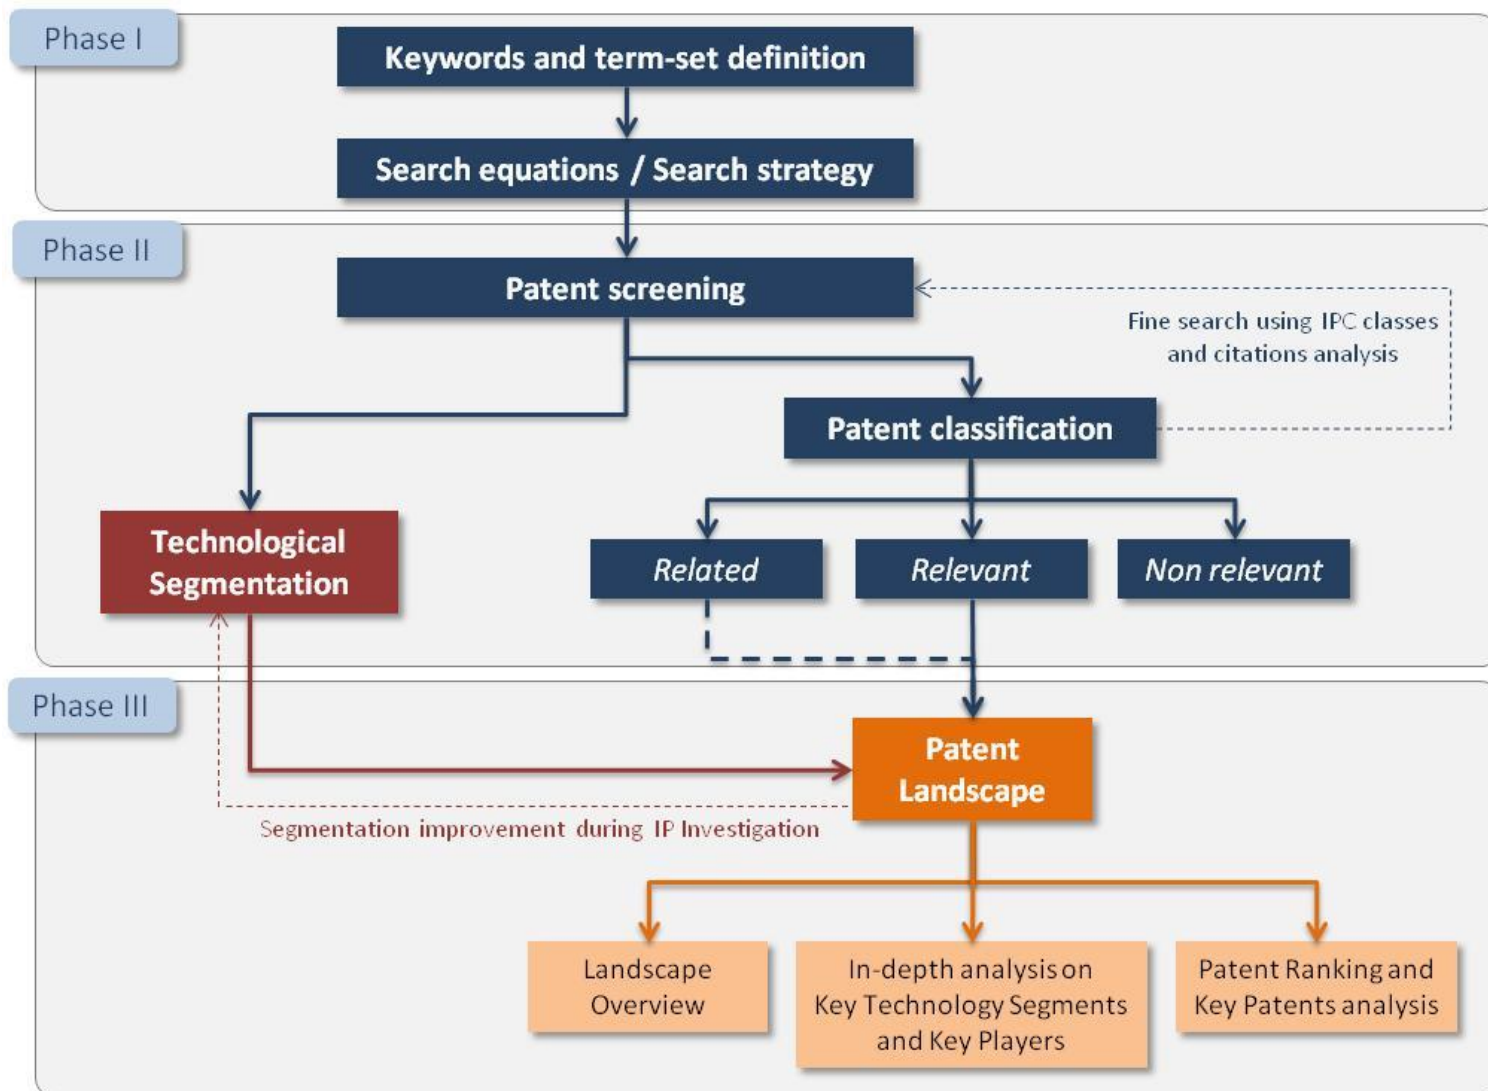 Phase I
Keywords and term-set definition
Search equations / Search strategy
Phase II
Patent screening
Fine search using IPC classes
and citations analysis
Patent classification
Technological
Segmentation
Related
Relevant
Non relevant
Phase III
Patent
Landscape
Segmentation improvement during IP Investigation
Landscape
Overview
In-depth analysis on
Key Technology Segments
and Key Players
Patent Ranking and
Key Patents analysis